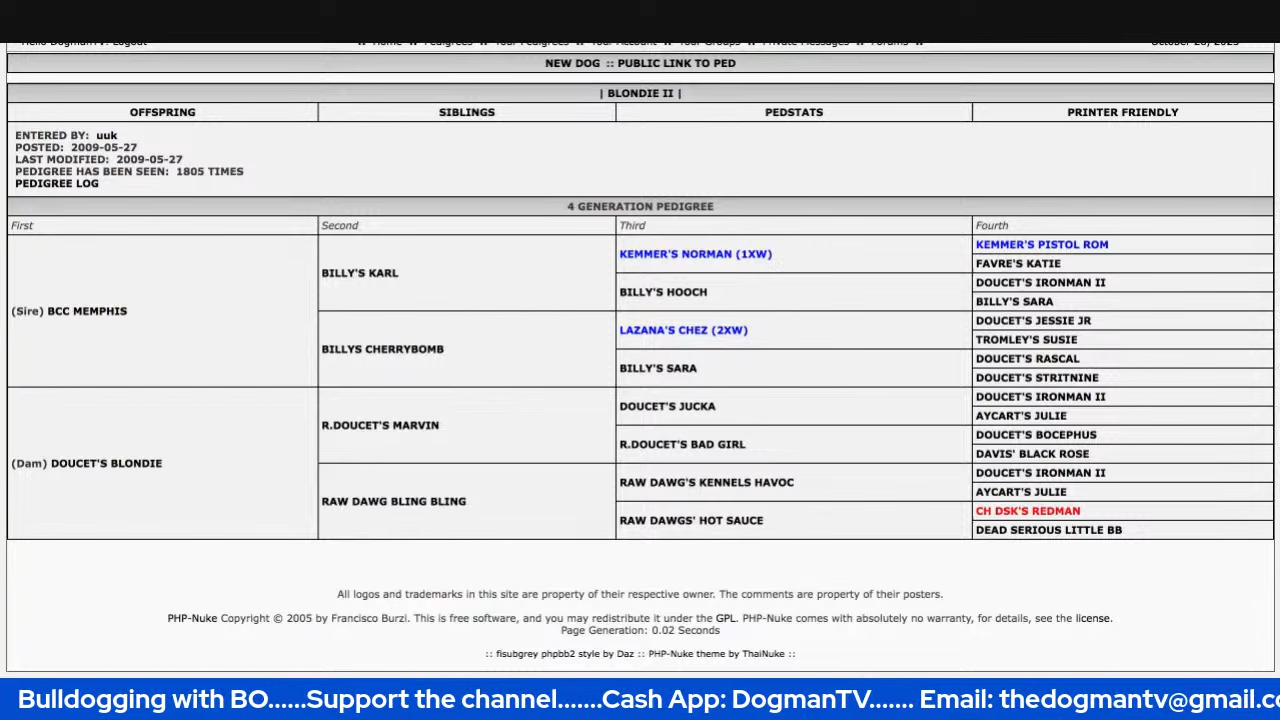 NEW DOG :: PUBLIC LINK TO PED
| BLONDIE II |
OFFSPRING SIBLINGS PEDSTATS PRINTER FRIENDLY
ENTERED BY: uuk
POSTED: 2009-05-27
LAST MODIFIED: 2009-05-27
PEDIGREE HAS BEEN SEEN: 1805 TIMES
PEDIGREE LOG
4 GENERATION PEDIGREE
First Second Third Fourth
KEMMER'S PISTOL ROM
KEMMER'S NORMAN (1XW)
FAVRE'S KATIE
BILLY'S KARL
DOUCET'S IRONMAN II
BILLY'S HOOCH
BILLY'S SARA
(Sire) BCC MEMPHIS
DOUCET'S JESSIE JR
LAZANA'S CHEZ (2XW)
TROMLEY'S SUSIE
BILLYS CHERRYBOMB
DOUCET'S RASCAL
BILLY'S SARA
DOUCET'S STRITNINE
DOUCET'S IRONMAN II
DOUCET'S JUCKA
AYCART'S JULIE
R.DOUCET'S MARVIN
DOUCET'S BOCEPHUS
R.DOUCET'S BAD GIRL
DAVIS' BLACK ROSE
(Dam) DOUCET'S BLONDIE
DOUCET'S IRONMAN II
RAW DAWG'S KENNELS HAVOC
AYCART'S JULIE
RAW DAWG BLING BLING
CH DSK'S REDMAN
RAW DAWGS' HOT SAUCE
DEAD SERIOUS LITTLE BB
All logos and trademarks in this site are property of their respective owner. The comments are property of their posters.
PHP-Nuke Copyright © 2005 by Francisco Burzi. This is free software, and you may redistribute it under the GPL. PHP-Nuke comes with absolutely no warranty, for details, see the license.
Page Generation: 0.02 Seconds
:: fisubgrey phpbb2 style by Daz :: PHP-Nuke theme by ThaiNuke ::
Bulldogging with BO......Support the channel.......Cash App: DogmanTV....... Email: thedogmantv@gmail.c